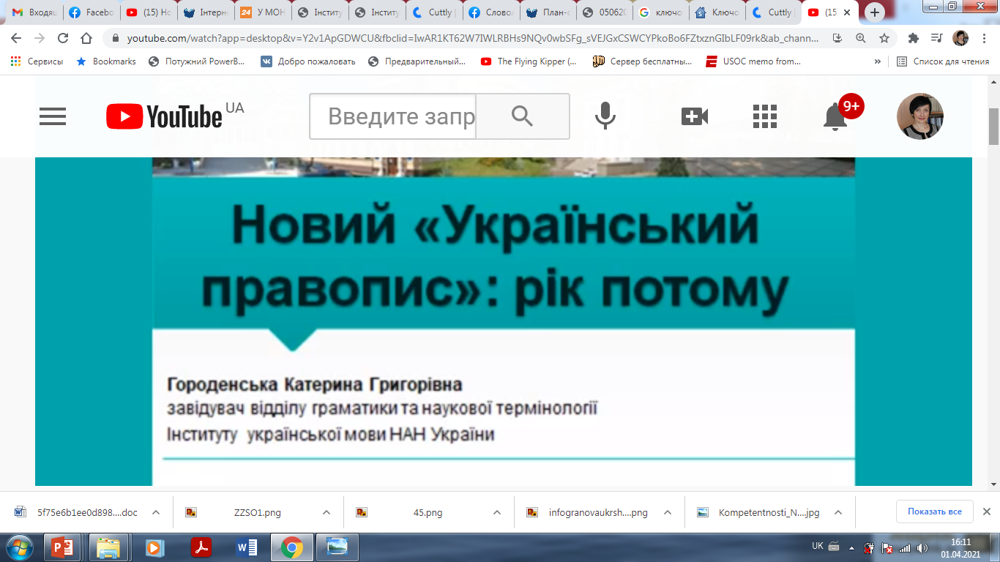 Входящ
Facebo
(15) Но
Інтерн
24 У МОН
Інститу
Інститу
Cuttly |
Слово
План-о
05062
ключо
Ключо
Cuttly |
(15
youtube.com/watch?app=desktop&v=Y2v1ApGDWCU&fbclid=IwAR1KT62W7IWLRBHs9NQv0wbSFg_sVEJGxCSWCYPkoBo6FZtxznGIbLF09rk&ab_chann...
Сервисы
Bookmarks
Потужний PowerB...
Добро пожаловать
Предварительный...
The Flying Kipper (...
Сервер бесплатны...
USOC memo from...
»
Список для чтения
YouTube UA
Введите запр
9+
Новий «Український
правопис»: рік потому
Городенська Катерина Григорівна
завідувач відділу граматики та наукової термінології
Інституту української мови НАН України
5f75e6b1ee0d898....doc
ZZSO1.png
45.png
infogranovaukrsh....png
Kompetentnosti_N....jpg
Показать все
UK
16:11
01.04.2021